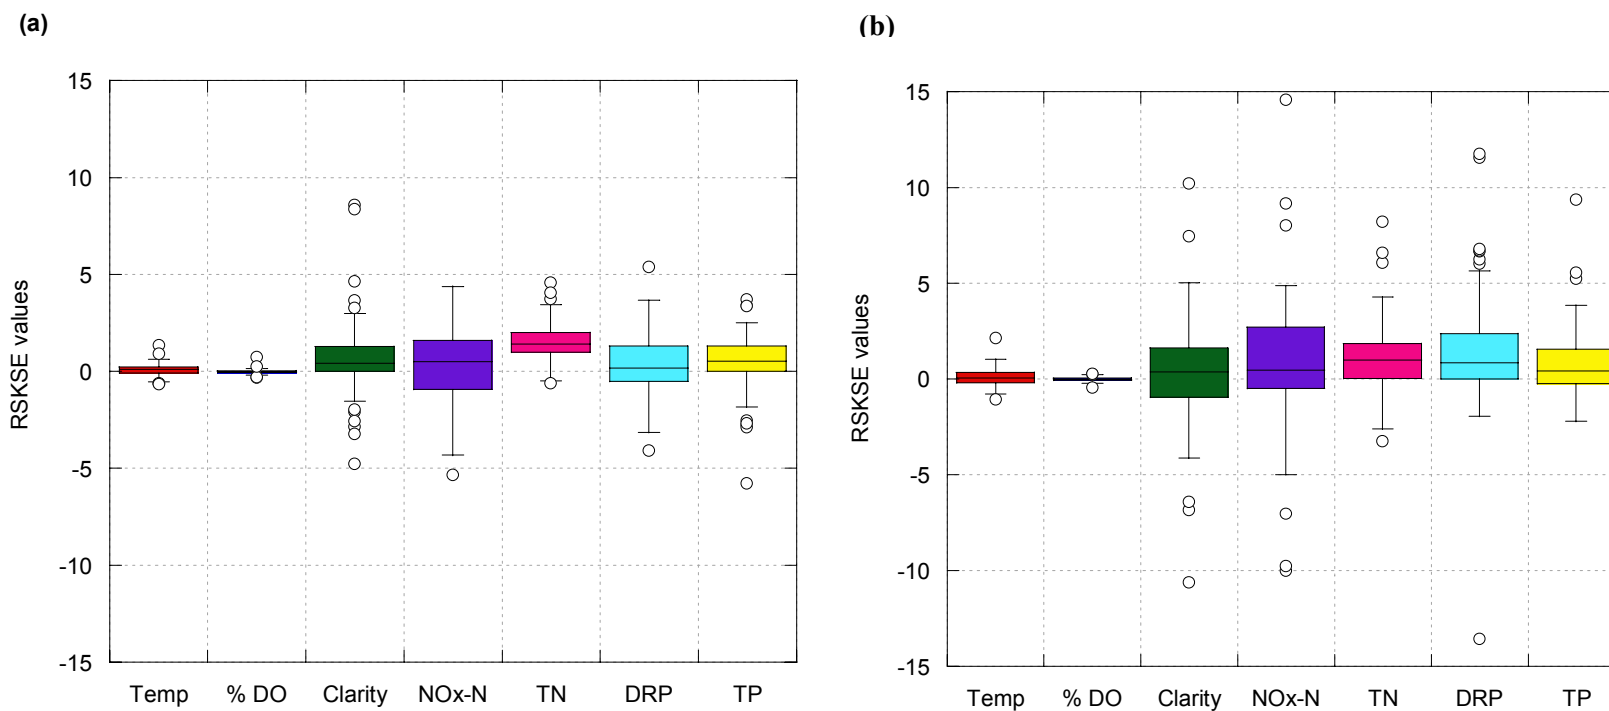 (a)
RSKSE values
15
10
5
0
-5
-10
-15
Temp % DO Clarity NOx-N TN DRP TP
(b)
RSKSE values
15
10
5
0
-5
-10
-15
Temp % DO Clarity NOx-N TN DRP TP